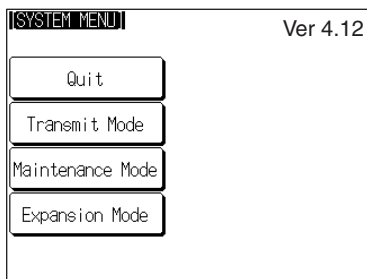 [SYSTEM MENU]
Ver 4.12
Quit
Transmit Mode
Maintenance Mode
Expansion Mode